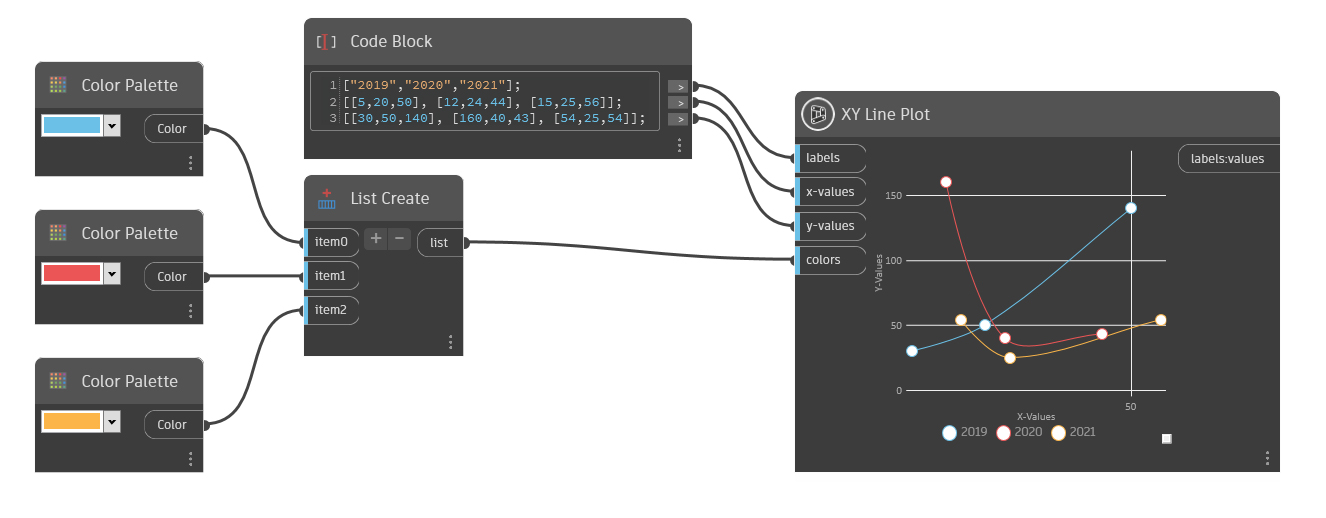 Color Palette
Color
Color Palette
Color
Color Palette
Color
Code Block
1 ["2019","2020","2021"];
2 [[5,20,50], [12,24,44], [15,25,56]];
3 [[30,50,140], [160,40,43], [54,25,54]];
>
>
>
List Create
item0
+
−
list
item1
item2
XY Line Plot
labels
x-values
y-values
colors
labels:values
150
100
50
0
Y-Values
50
X-Values
2019 2020 2021